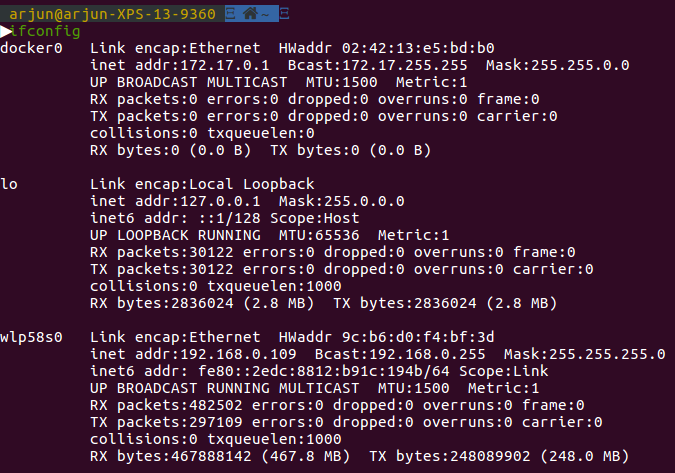 arjun@arjun-XPS-13-9360 ~
ifconfig
docker0 Link encap:Ethernet HWaddr 02:42:13:e5:bd:b0
inet addr:172.17.0.1 Bcast:172.17.255.255 Mask:255.255.0.0
UP BROADCAST MULTICAST MTU:1500 Metric:1
RX packets:0 errors:0 dropped:0 overruns:0 frame:0
TX packets:0 errors:0 dropped:0 overruns:0 carrier:0
collisions:0 txqueuelen:0
RX bytes:0 (0.0 B) TX bytes:0 (0.0 B)
lo Link encap:Local Loopback
inet addr:127.0.0.1 Mask:255.0.0.0
inet6 addr: ::1/128 Scope:Host
UP LOOPBACK RUNNING MTU:65536 Metric:1
RX packets:30122 errors:0 dropped:0 overruns:0 frame:0
TX packets:30122 errors:0 dropped:0 overruns:0 carrier:0
collisions:0 txqueuelen:1000
RX bytes:2836024 (2.8 MB) TX bytes:2836024 (2.8 MB)
wlp58s0 Link encap:Ethernet HWaddr 9c:b6:d0:f4:bf:3d
inet addr:192.168.0.109 Bcast:192.168.0.255 Mask:255.255.255.0
inet6 addr: fe80::2edc:8812:b91c:194b/64 Scope:Link
UP BROADCAST RUNNING MULTICAST MTU:1500 Metric:1
RX packets:482502 errors:0 dropped:0 overruns:0 frame:0
TX packets:297109 errors:0 dropped:0 overruns:0 carrier:0
collisions:0 txqueuelen:1000
RX bytes:467888142 (467.8 MB) TX bytes:248089902 (248.0 MB)